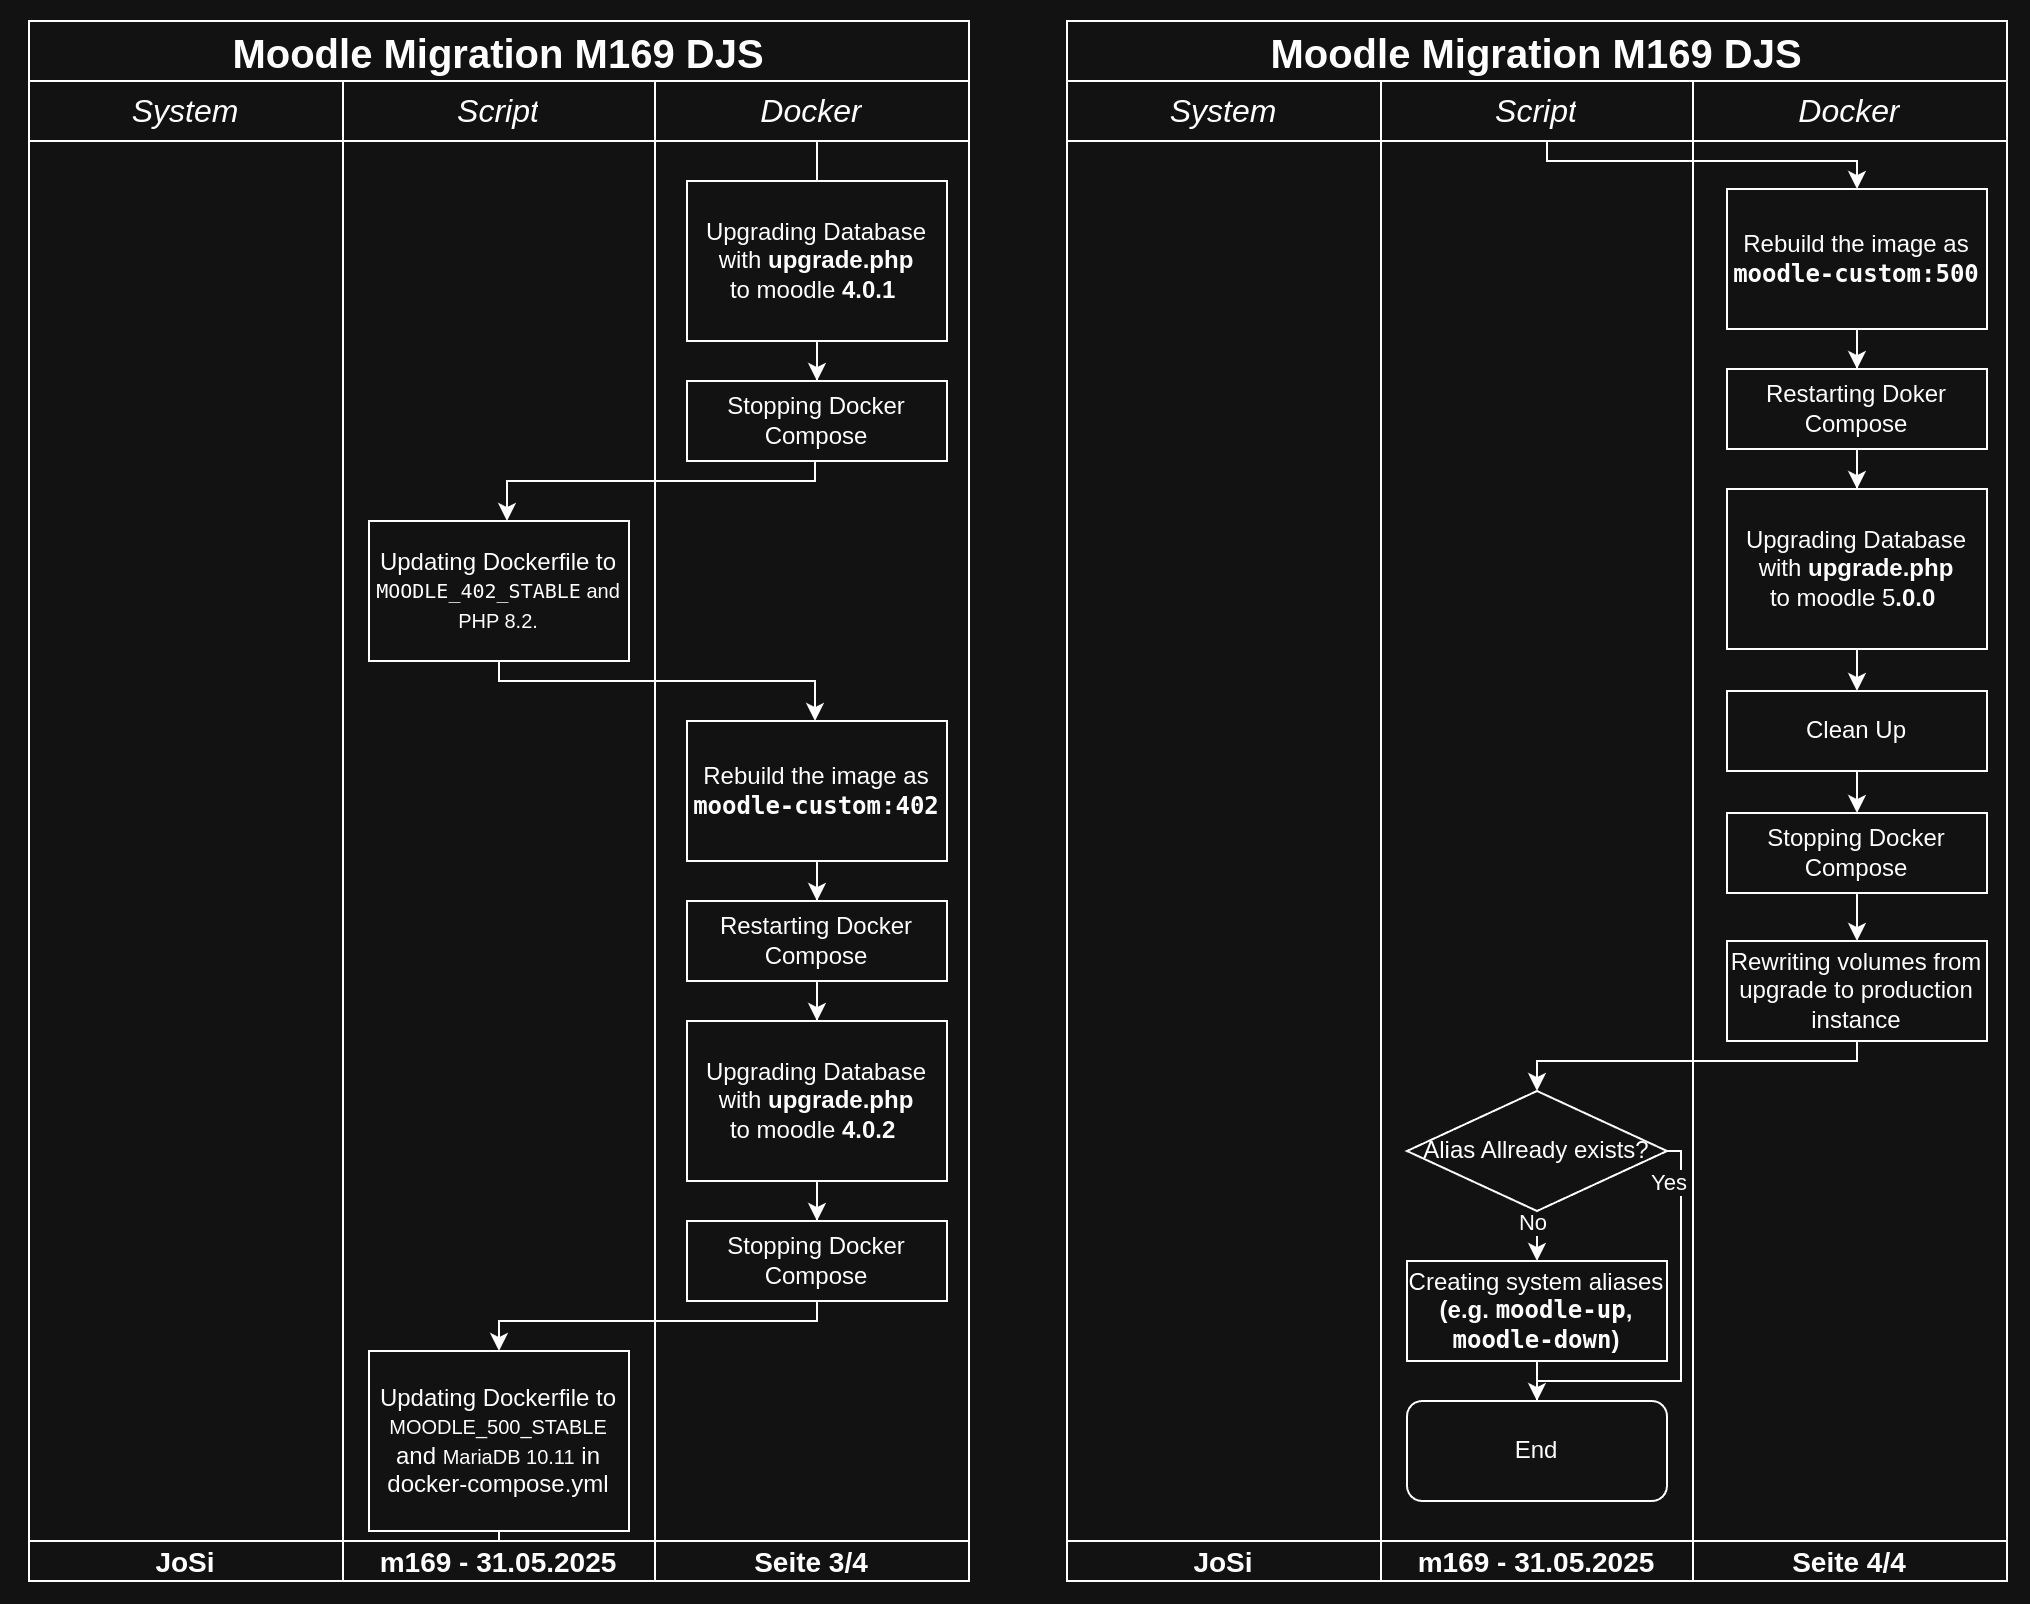 Moodle Migration M169 DJS
System
Script
Docker
Upgrading Database
with upgrade.php
to moodle 4.0.1
Stopping Docker
Compose
Updating Dockerfile to
MOODLE_402_STABLE and
PHP 8.2.
Rebuild the image as
moodle-custom:402
Restarting Docker
Compose
Upgrading Database
with upgrade.php
to moodle 4.0.2
Stopping Docker
Compose
Updating Dockerfile to
MOODLE_500_STABLE
and MariaDB 10.11 in
docker-compose.yml
JoSi
m169 - 31.05.2025
Seite 3/4
Moodle Migration M169 DJS
System
Script
Docker
Rebuild the image as
moodle-custom:500
Restarting Doker
Compose
Upgrading Database
with upgrade.php
to moodle 5.0.0
Clean Up
Stopping Docker
Compose
Rewriting volumes from
upgrade to production
instance
Alias Allready exists?
Yes
No
Creating system aliases
(e.g. moodle-up,
moodle-down)
End
JoSi
m169 - 31.05.2025
Seite 4/4